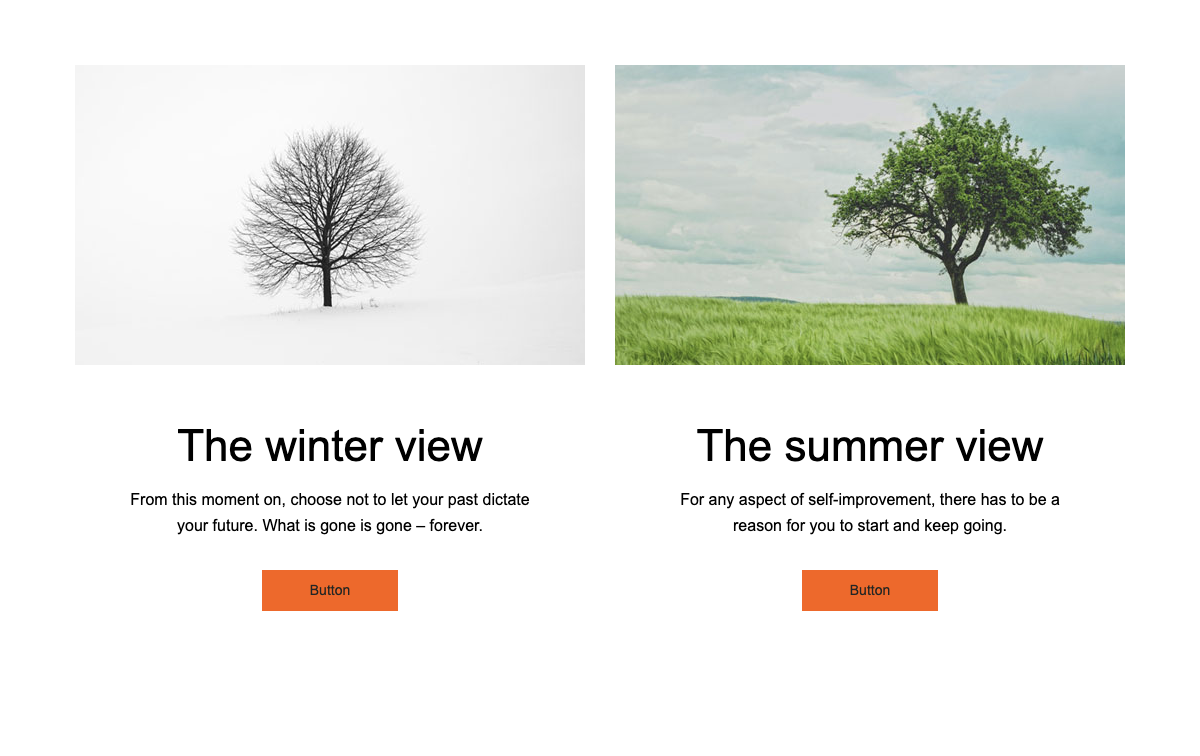 The winter view
From this moment on, choose not to let your past dictate
your future. What is gone is gone – forever.
Button
The summer view
For any aspect of self-improvement, there has to be a
reason for you to start and keep going.
Button